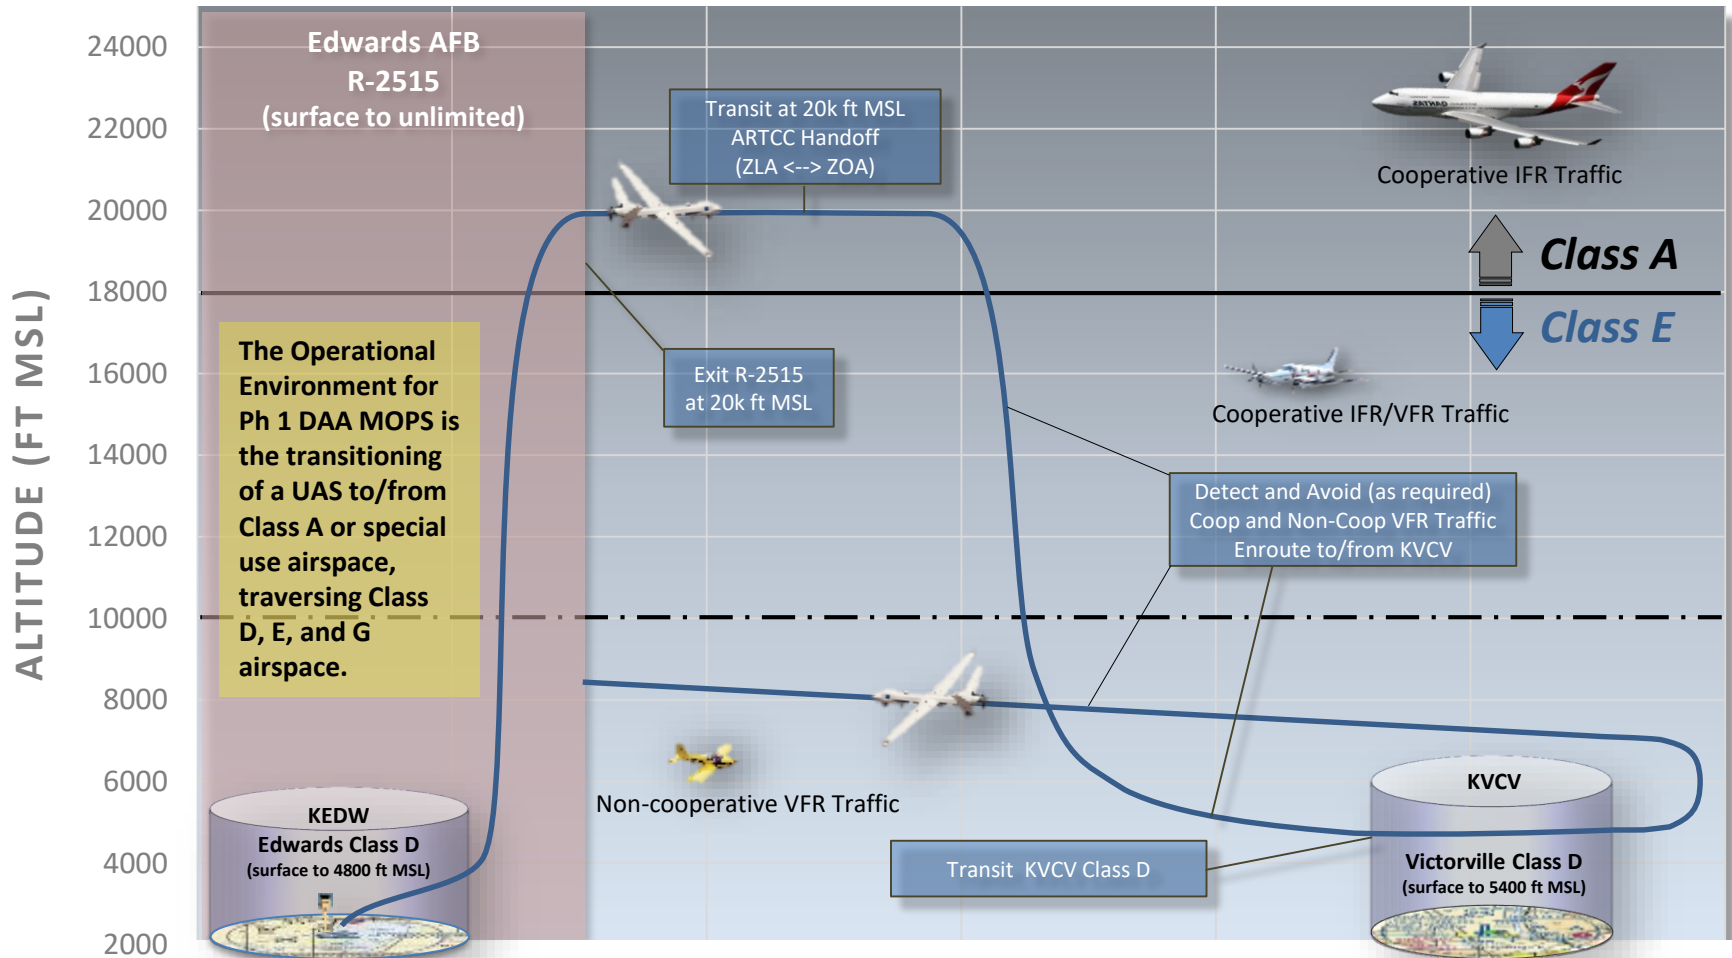 ALTITUDE (FT MSL)
24000
22000
20000
18000
16000
14000
12000
10000
8000
6000
4000
2000
Edwards AFB
R-2515
(surface to unlimited)
Transit at 20k ft MSL
ARTCC Handoff
(ZLA <--> ZOA)
QANTAS
Cooperative IFR Traffic
Class A
Class E
The Operational
Environment for
Ph 1 DAA MOPS is
the transitioning
of a UAS to/from
Class A or special
use airspace,
traversing Class
D, E, and G
airspace.
Exit R-2515
at 20k ft MSL
Cooperative IFR/VFR Traffic
Detect and Avoid (as required)
Coop and Non-Coop VFR Traffic
Enroute to/from KVCV
Non-cooperative VFR Traffic
KEDW
Edwards Class D
(surface to 4800 ft MSL)
Transit KVCV Class D
KVCV
Victorville Class D
(surface to 5400 ft MSL)